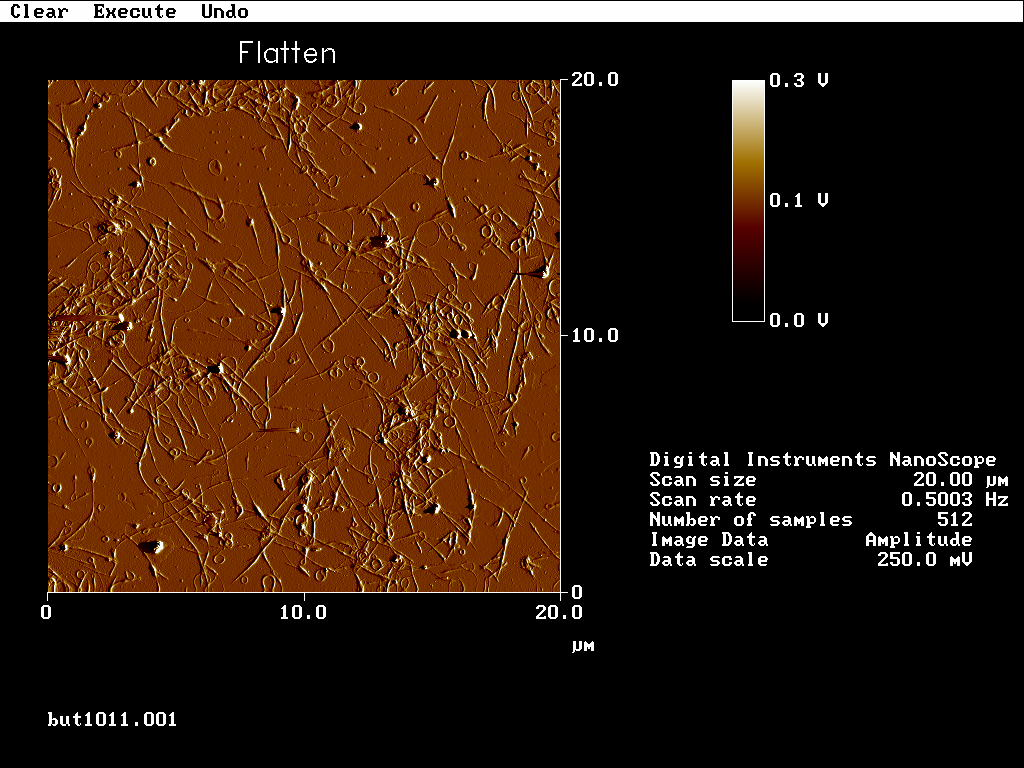 Clear Execute Undo
Flatten
20.0
10.0
0
0 10.0 20.0
µm
0.3 V
0.1 V
0.0 V
Digital Instruments NanoScope
Scan size 20.00 µm
Scan rate 0.5003 Hz
Number of samples 512
Image Data Amplitude
Data scale 250.0 mV
but1011.001